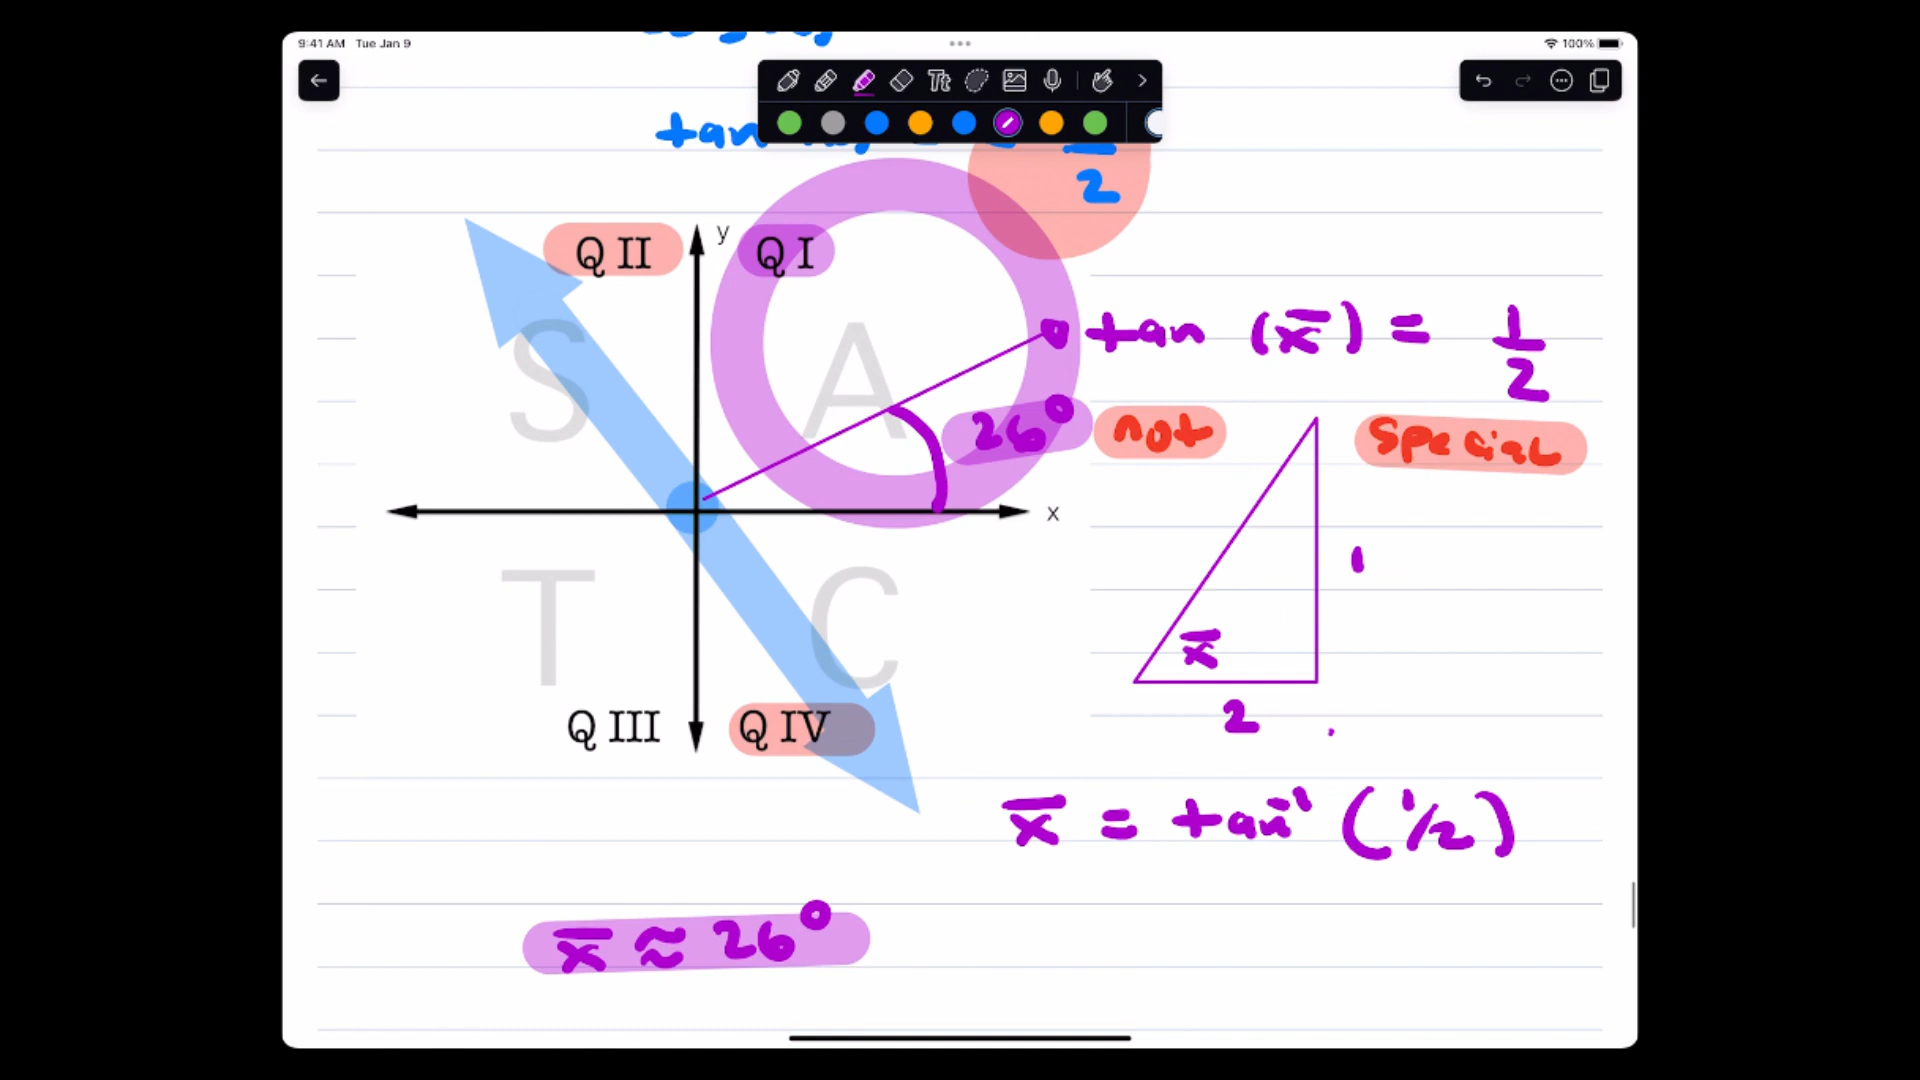 9:41 AM Tue Jan 9
100%
Tt
tan
2
y
Q II
Q I
S
A
tan (x̅) = 1/2
26°
not
special
x
1
T
C
x̅
2
Q III
Q IV
x̅ = tan⁻¹ (1/2)
x̅ ≈ 26°